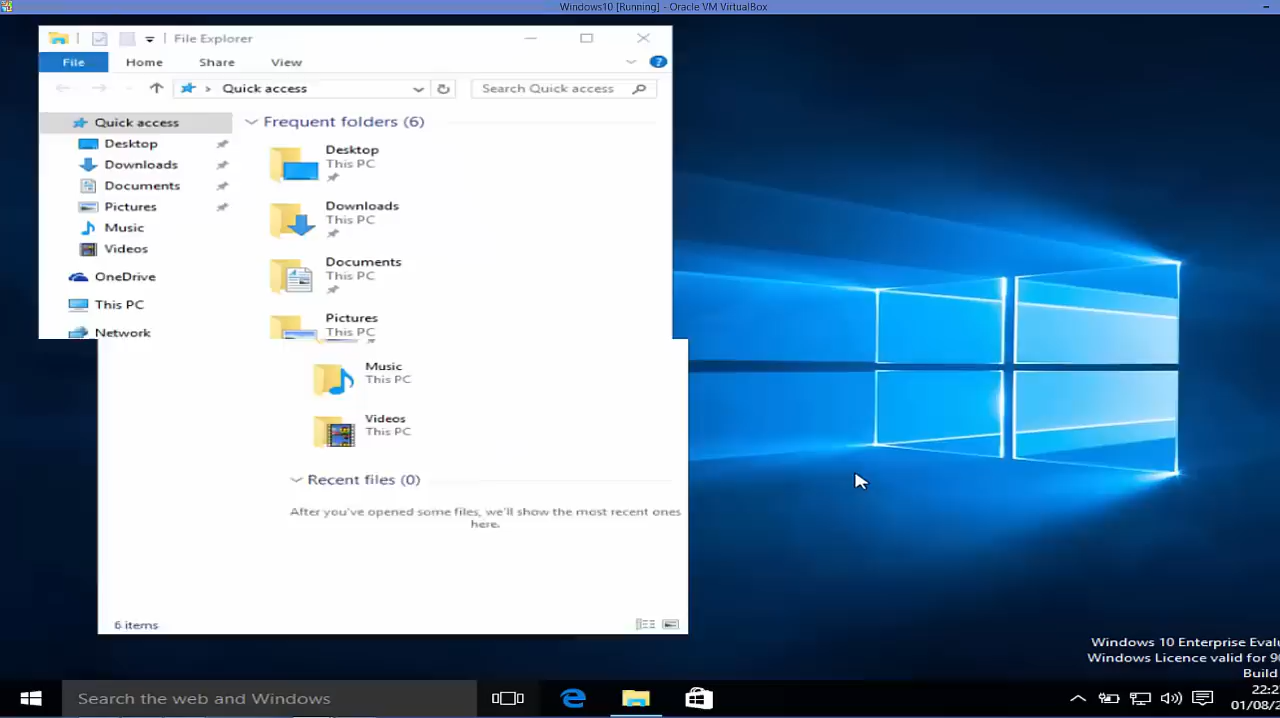 Windows10 [Running] - Oracle VM VirtualBox
File Explorer
File Home Share View
Quick access
Search Quick access
Quick access
Desktop
Downloads
Documents
Pictures
Music
Videos
OneDrive
This PC
Network
Frequent folders (6)
Desktop
This PC
Downloads
This PC
Documents
This PC
Pictures
This PC
Music
This PC
Videos
This PC
Recent files (0)
After you've opened some files, we'll show the most recent ones
here.
6 items
Windows 10 Enterprise Evalu
Windows Licence valid for 90
Build
Search the web and Windows
22:2
01/08/